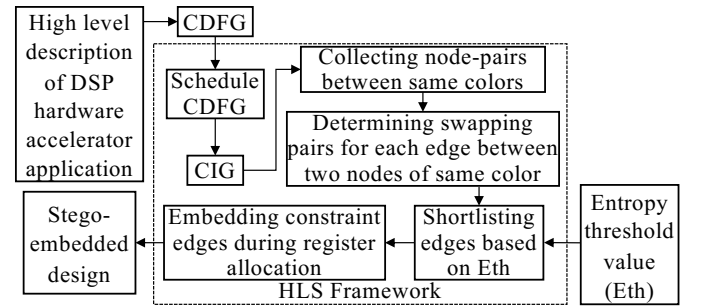 High level
description
of DSP
hardware
accelerator
application
CDFG
Schedule
CDFG
CIG
Collecting node-pairs
between same colors
Determining swapping
pairs for each edge between
two nodes of same color
Shortlisting
edges based
on Eth
Entropy
threshold
value
(Eth)
Embedding constraint
edges during register
allocation
Stego-
embedded
design
HLS Framework